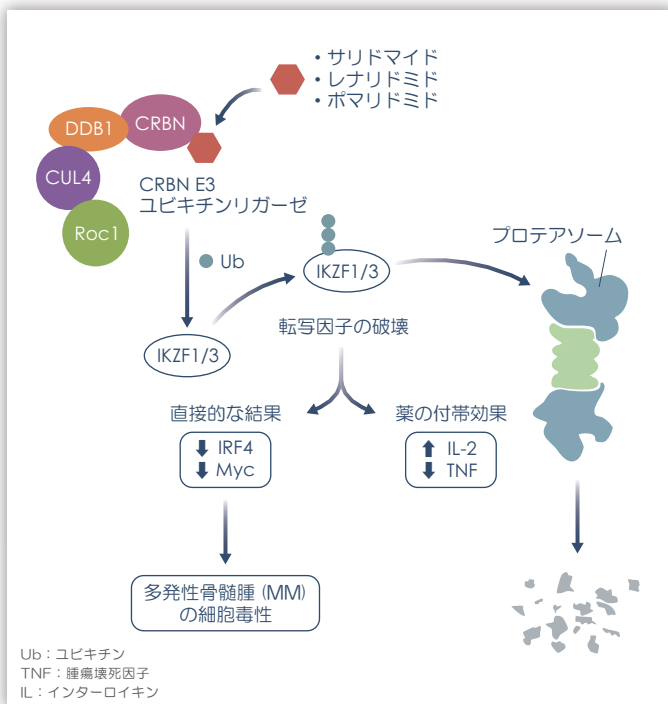 ・サリドマイド
・レナリドミド
・ポマリドミド
DDB1
CRBN
CUL4
Roc1
CRBN E3
ユビキチンリガーゼ
Ub
IKZF1/3
IKZF1/3
プロテアソーム
転写因子の破壊
直接的な結果
IRF4
Myc
薬の付帯効果
IL-2
TNF
多発性骨髄腫 (MM)
の細胞毒性
Ub：ユビキチン
TNF：腫瘍壊死因子
IL：インターロイキン